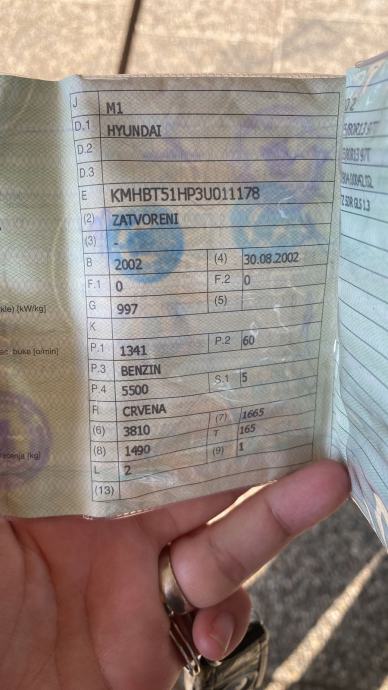 J M1
D.1 HYUNDAI
D.2
D.3
E KMHBT51HP3U011178
(2) ZATVORENI
(3) -
B 2002 (4) 30.08.2002
F.1 0 F.2 0
G 997 (5)
K
P.1 1341 P.2 60
P.3 BENZIN
P.4 5500 S.1 5
R CRVENA
(6) 3810 (7) 1665
(8) 1490 T 165
L 2 (9) 1
(13)
kle) [kW/kg]
buke [o/min]
[kg]